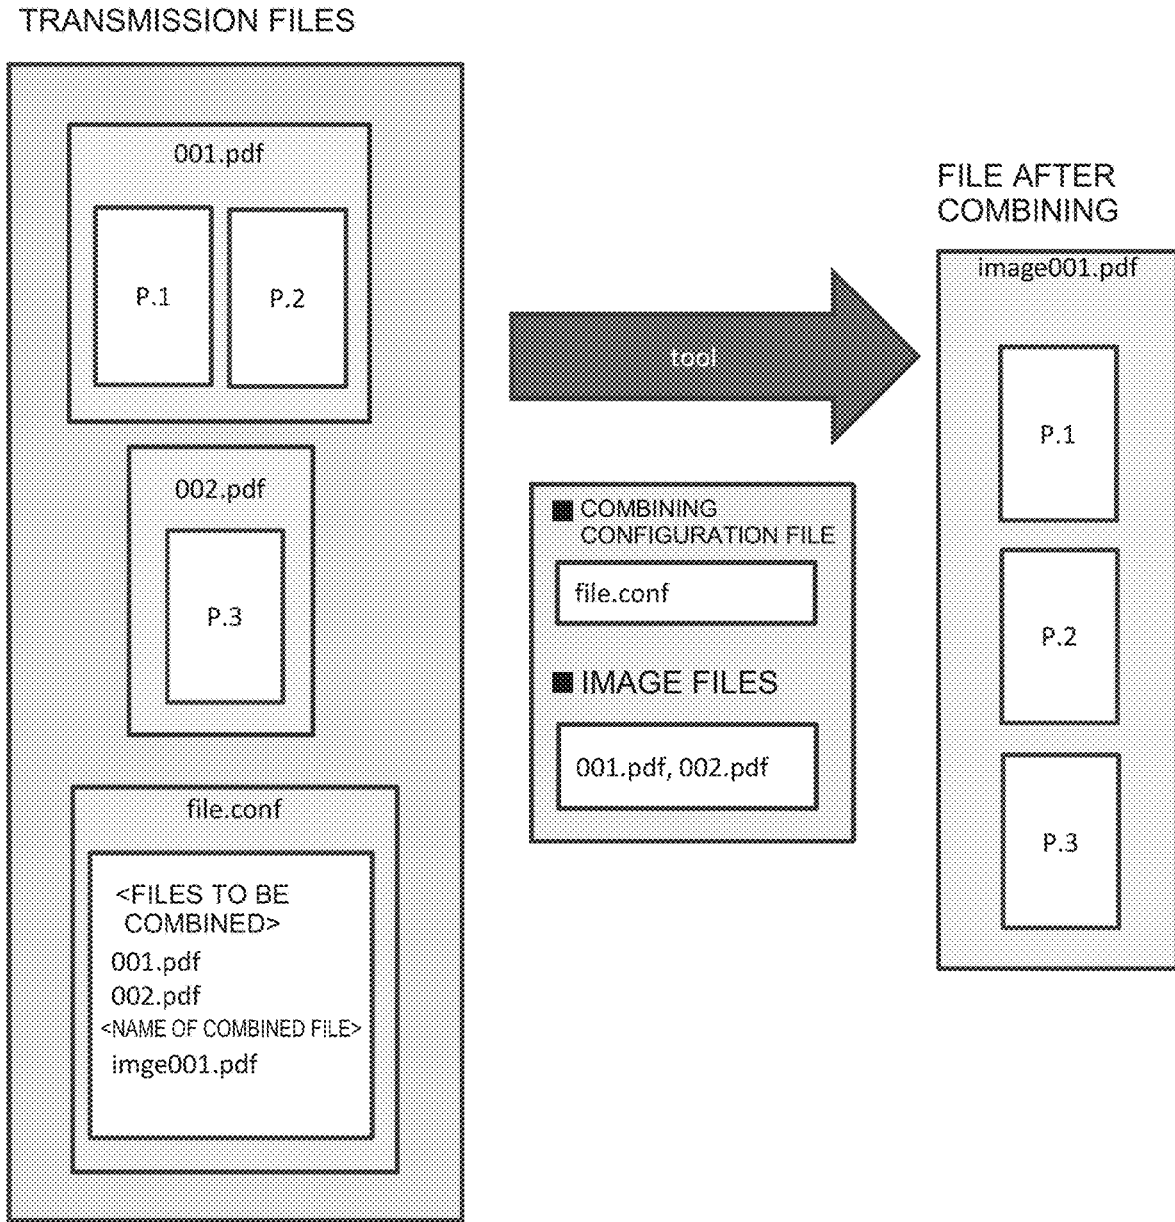 TRANSMISSION FILES
001.pdf
P.1
P.2
002.pdf
P.3
file.conf
<FILES TO BE
COMBINED>
001.pdf
002.pdf
<NAME OF COMBINED FILE>
imge001.pdf
tool
■ COMBINING
CONFIGURATION FILE
file.conf
■ IMAGE FILES
001.pdf, 002.pdf
FILE AFTER
COMBINING
image001.pdf
P.1
P.2
P.3